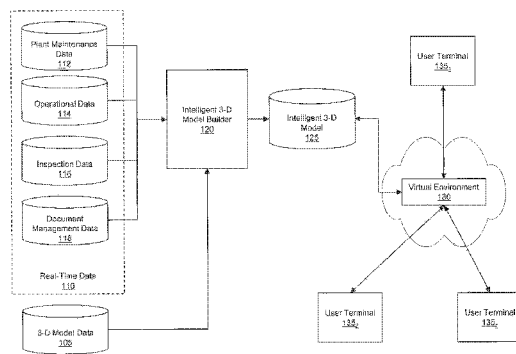 Plant Maintenance
Data
112
Operational Data
114
Inspection Data
116
Document
Management Data
118
Real-Time Data
110
3-D Model Data
105
Intelligent 3-D
Model Builder
120
Intelligent 3-D
Model
125
User Terminal
135
Virtual Environment
130
User Terminal
135
User Terminal
135